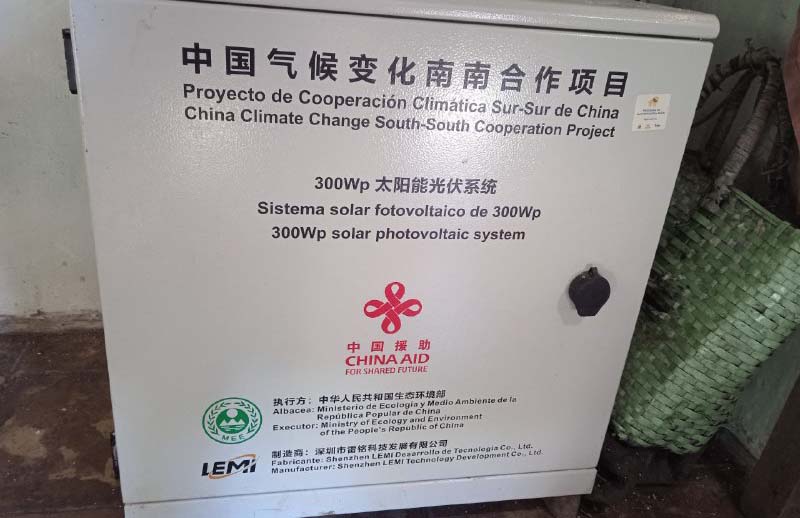 中国气候变化南南合作项目
Proyecto de Cooperación Climática Sur-Sur de China
China Climate Change South-South Cooperation Project
300Wp 太阳能光伏系统
Sistema solar fotovoltaico de 300Wp
300Wp solar photovoltaic system
中国援助
CHINA AID
FOR SHARED FUTURE
MEE
执行方：中华人民共和国生态环境部
Albacea: Ministerio de Ecología y Medio Ambiente de la
República Popular de China
Executor: Ministry of Ecology and Environment
of the People's Republic of China
LEMI
制造商：深圳市雷铭科技发展有限公司
Fabricante: Shenzhen LEMI Desarrollo de Tecnología Co., Ltd.
Manufacturer: Shenzhen LEMI Technology Development Co., Ltd.